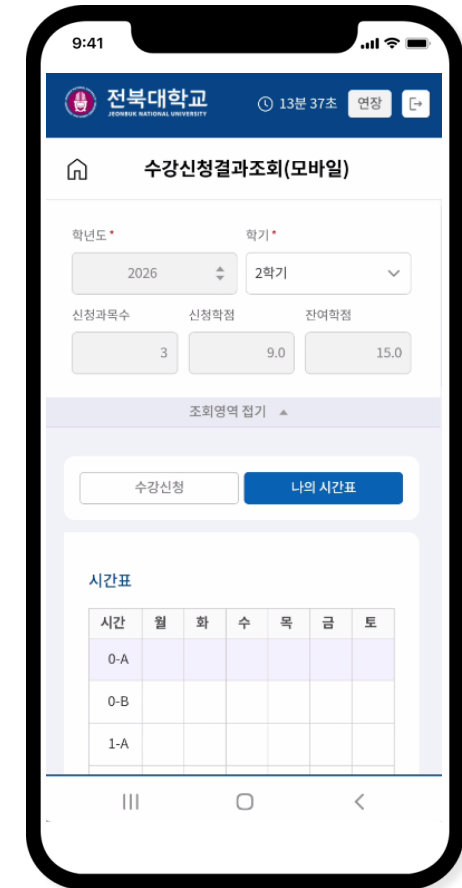 9:41
전북대학교
JEONBUK NATIONAL UNIVERSITY
13분 37초 연장
수강신청결과조회(모바일)
학년도 * 학기 *
2026 2학기
신청과목수 신청학점 잔여학점
3 9.0 15.0
조회영역 접기 ▲
수강신청 나의 시간표
시간표
시간 월 화 수 목 금 토
0-A
0-B
1-A